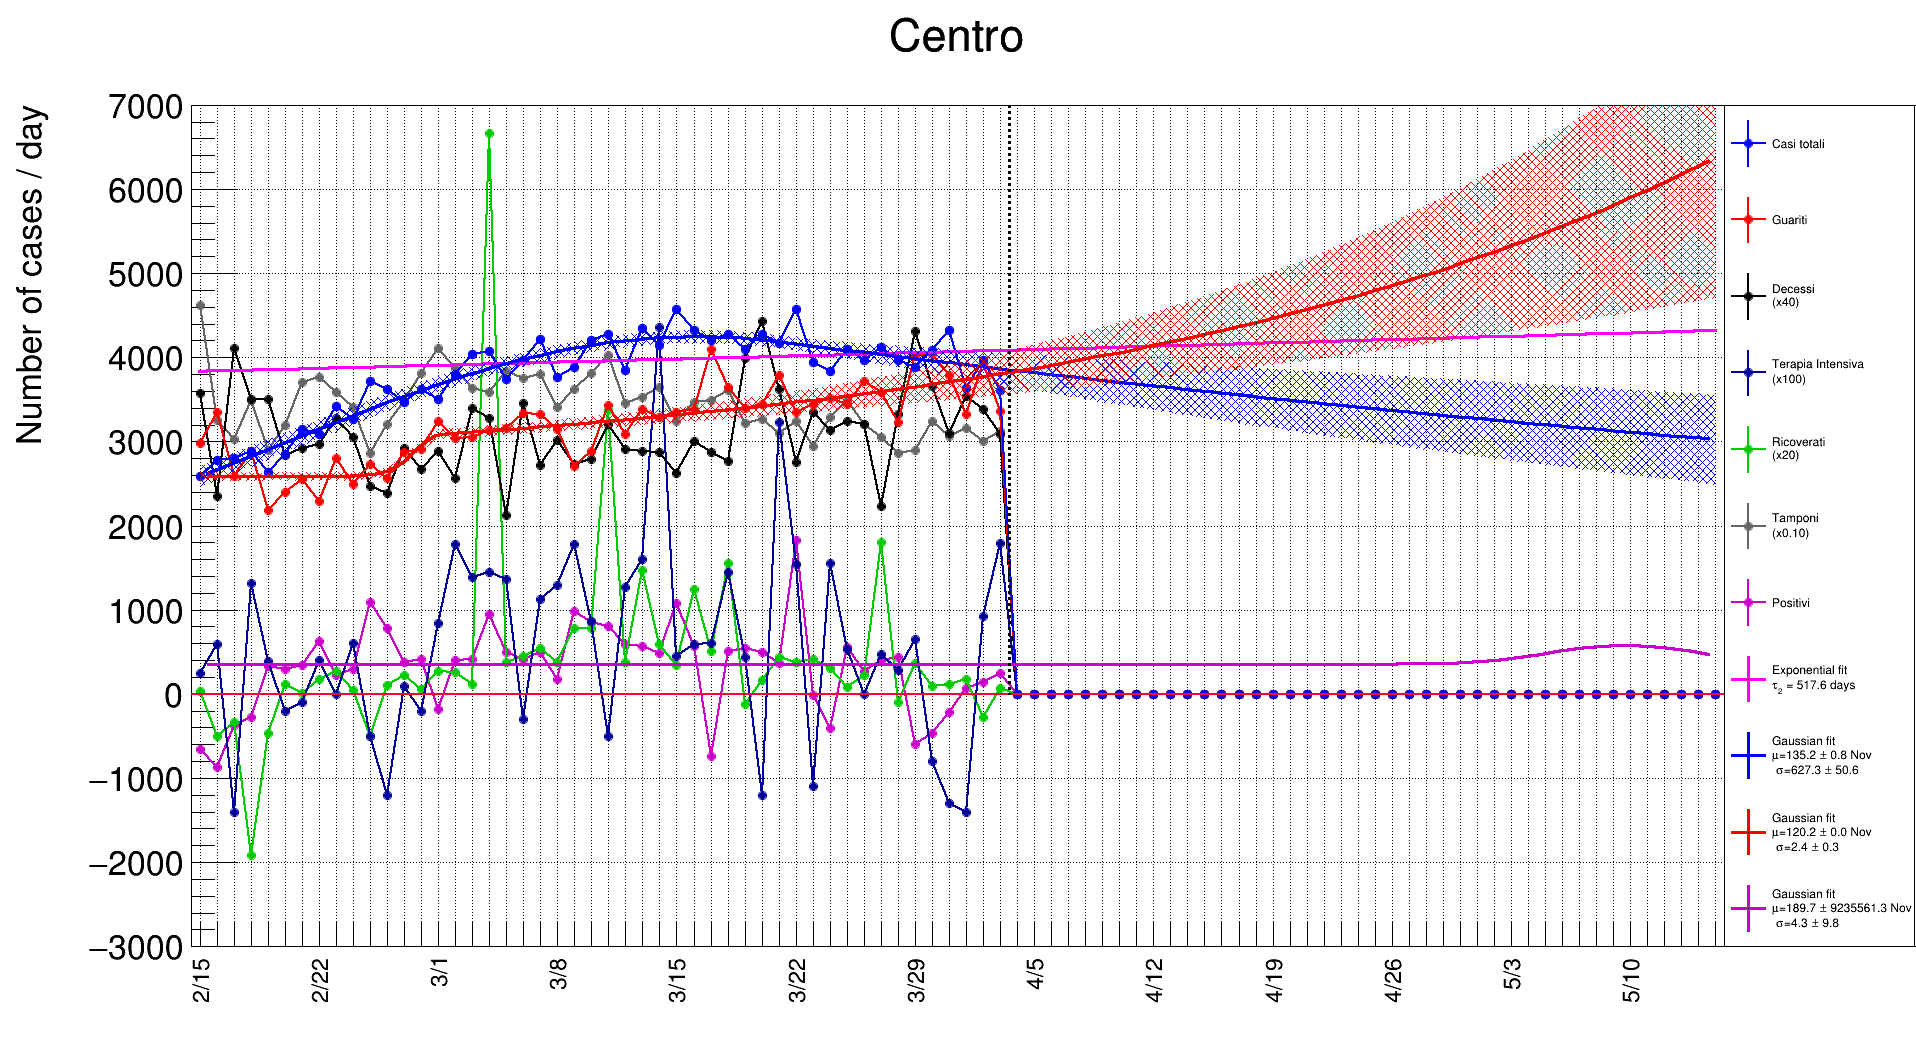 Centro
Number of cases / day
7000
6000
5000
4000
3000
2000
1000
0
−1000
−2000
−3000
2/15
2/22
3/1
3/8
3/15
3/22
3/29
4/5
4/12
4/19
4/26
5/3
5/10
Casi totali
Guariti
Decessi
(x40)
Terapia Intensiva
(x100)
Ricoverati
(x20)
Tamponi
(x0.10)
Positivi
Exponential fit
τ₂ = 517.6 days
Gaussian fit
μ=135.2 ± 0.8 Nov
σ=627.3 ± 50.6
Gaussian fit
μ=120.2 ± 0.0 Nov
σ=2.4 ± 0.3
Gaussian fit
μ=189.7 ± 9235561.3 Nov
σ=4.3 ± 9.8